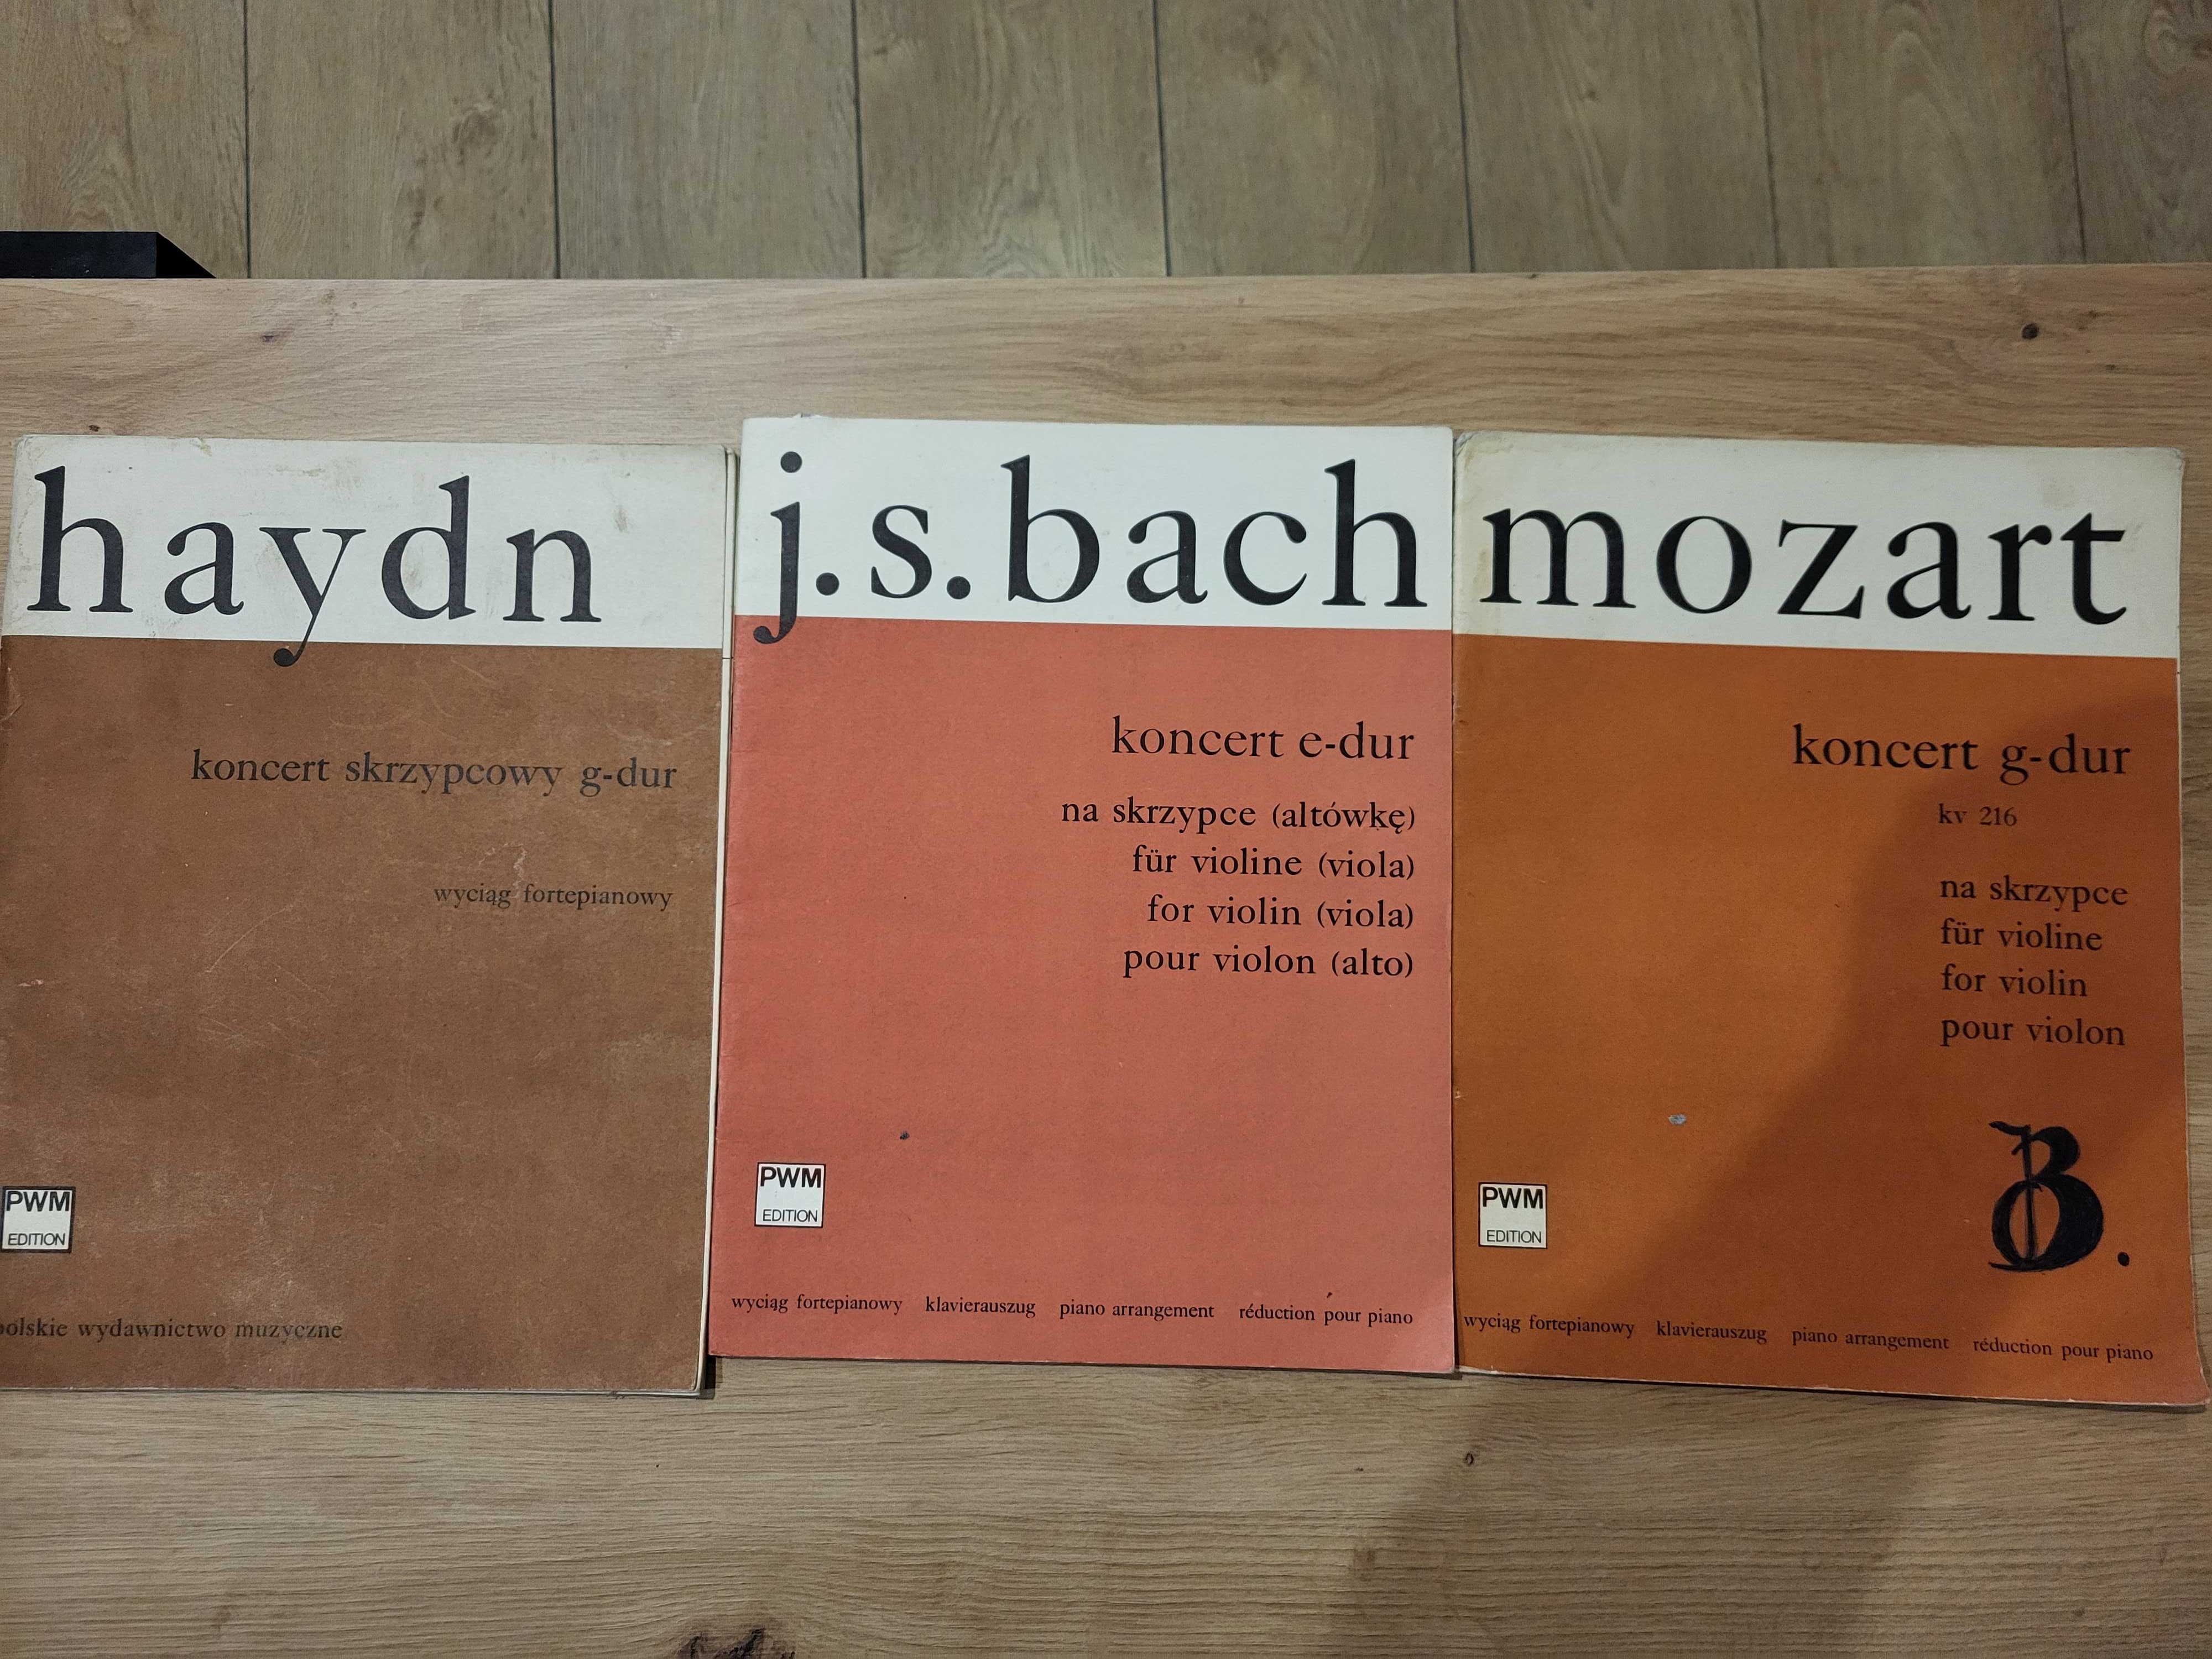 haydn
koncert skrzypcowy g-dur
wyciąg fortepianowy
PWM
EDITION
polskie wydawnictwo muzyczne
j.s.bach
koncert e-dur
na skrzypce (altówkę)
für violine (viola)
for violin (viola)
pour violon (alto)
PWM
EDITION
wyciąg fortepianowy klavierauszug piano arrangement réduction pour piano
mozart
koncert g-dur
kv 216
na skrzypce
für violine
for violin
pour violon
B.
PWM
EDITION
wyciąg fortepianowy klavierauszug piano arrangement réduction pour piano